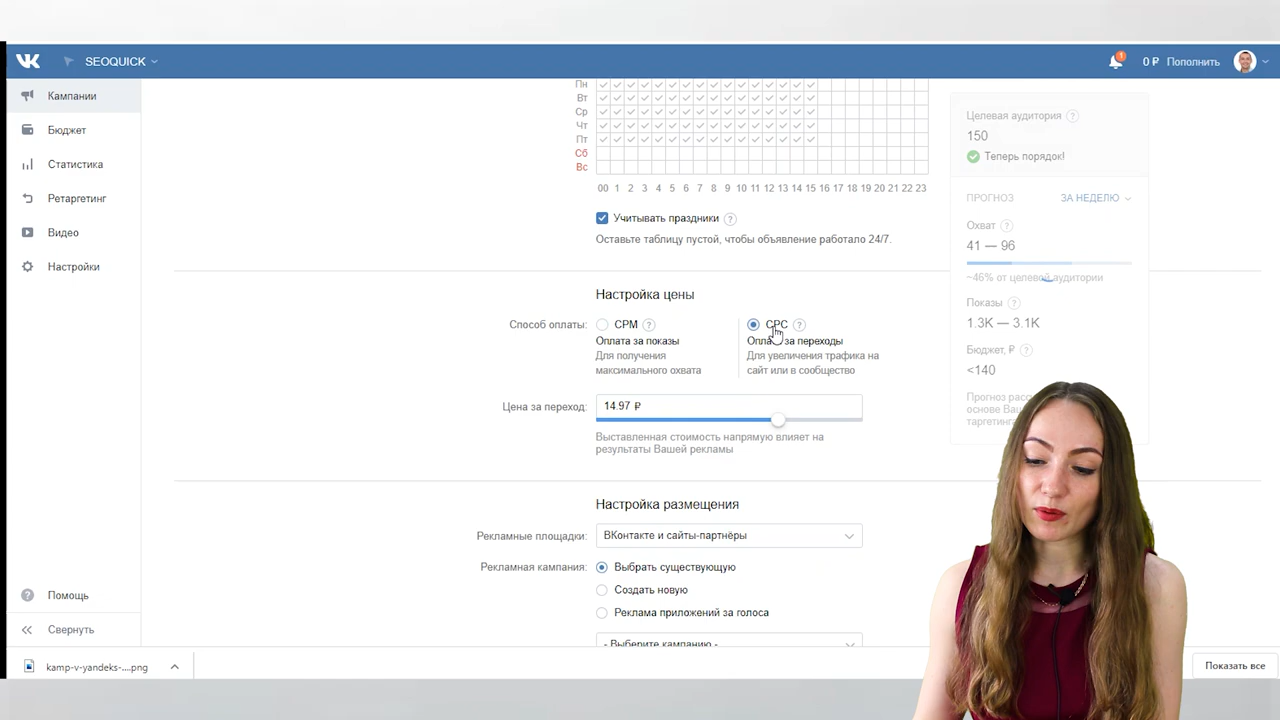 VK SEOQUICK
1
0 ₽ Пополнить
Кампании
Бюджет
Статистика
Ретаргетинг
Видео
Настройки
Помощь
Свернуть
Пн
Вт
Ср
Чт
Пт
Сб
Вс
00 1 2 3 4 5 6 7 8 9 10 11 12 13 14 15 16 17 18 19 20 21 22 23
Учитывать праздники ?
Оставьте таблицу пустой, чтобы объявление работало 24/7.
Настройка цены
Способ оплаты:
CPM ?
Оплата за показы
Для получения
максимального охвата
CPC ?
Оплата за переходы
Для увеличения трафика на
сайт или в сообщество
Цена за переход: 14.97 ₽
Выставленная стоимость напрямую влияет на
результаты Вашей рекламы
Настройка размещения
Рекламные площадки: ВКонтакте и сайты-партнёры
Рекламная кампания: Выбрать существующую
Создать новую
Реклама приложений за голоса
- Выберите кампанию -
Целевая аудитория ?
150
Теперь порядок!
ПРОГНОЗ ЗА НЕДЕЛЮ
Охват ?
41 — 96
~46% от целевой аудитории
Показы ?
1.3K — 3.1K
Бюджет, ₽ ?
<140
Прогноз
основе
таргетинг
kamp-v-yandeks-....png
Показать все